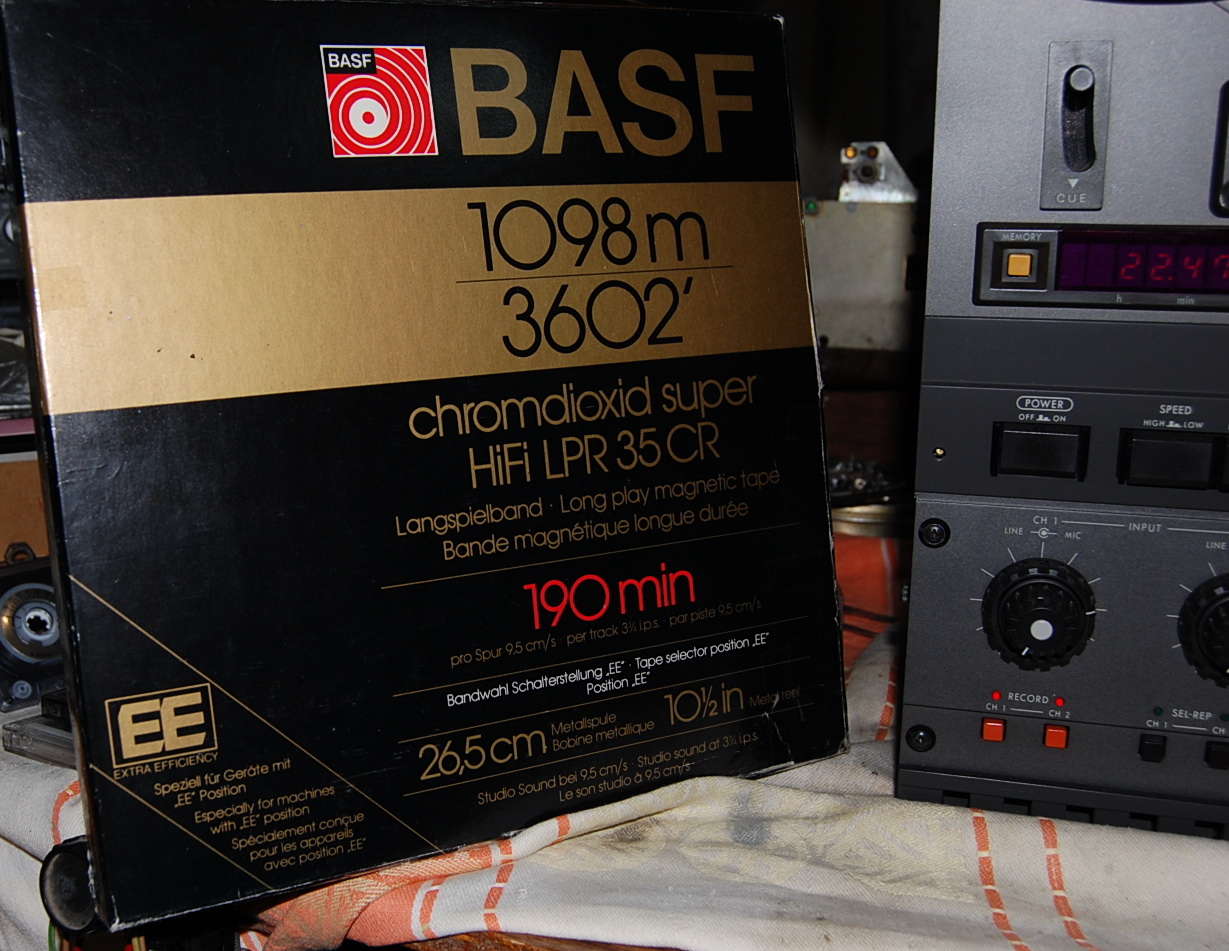 BASF
BASF
1098 m
3602'
chromdioxid super
HiFi LPR 35 CR
Langspielband · Long play magnetic tape
Bande magnétique longue durée
190 min
pro Spur 9,5 cm/s · per track 3¾ i.p.s. · par piste 9,5 cm/s
Bandwahl Schalterstellung „EE“ · Tape selector position „EE“
Position „EE“
26,5 cm Metallspule
Bobine metallique 10½ in Metal reel
Studio Sound bei 9,5 cm/s · Studio sound at 3¾ i.p.s.
Le son studio à 9,5 cm/s
EE
EXTRA EFFICIENCY
Speziell für Geräte mit
„EE“ Position
Especially for machines
with „EE“ position
Spécialement conçue
pour les appareils
avec position „EE“
CUE
MEMORY
22.47
h min
POWER
OFF ON
SPEED
HIGH LOW
CH 1 INPUT
LINE MIC LINE
RECORD
CH 1 CH 2
SEL-REP
CH 1